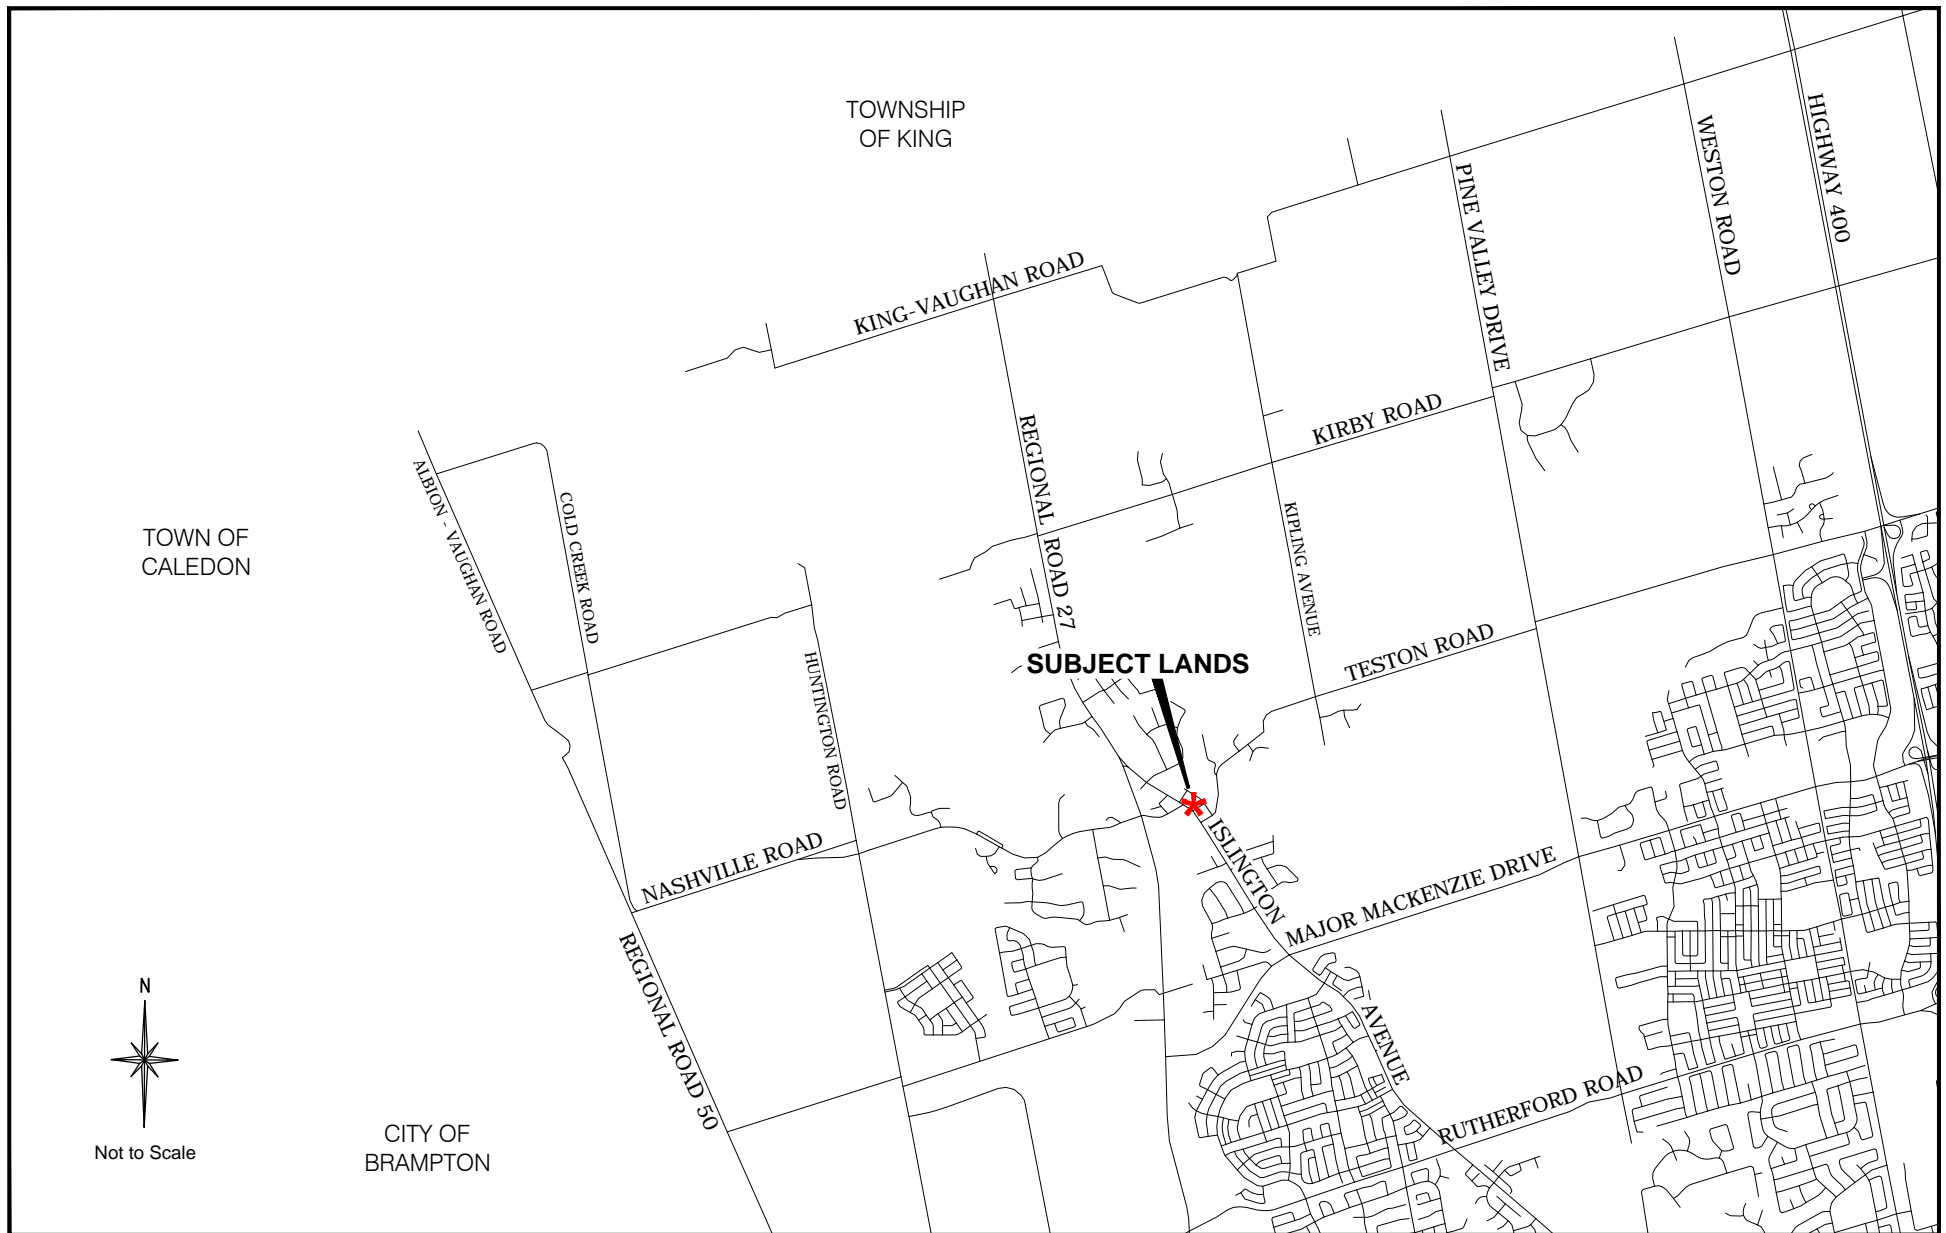 TOWNSHIP
OF KING
HIGHWAY 400
WESTON ROAD
PINE VALLEY DRIVE
KING-VAUGHAN ROAD
KIRBY ROAD
REGIONAL ROAD 27
ALBION - VAUGHAN ROAD
COLD CREEK ROAD
KIPLING AVENUE
TOWN OF
CALEDON
TESTON ROAD
HUNTINGTON ROAD
SUBJECT LANDS
ISLINGTON AVENUE
NASHVILLE ROAD
MAJOR MACKENZIE DRIVE
REGIONAL ROAD 50
RUTHERFORD ROAD
N
Not to Scale
CITY OF
BRAMPTON